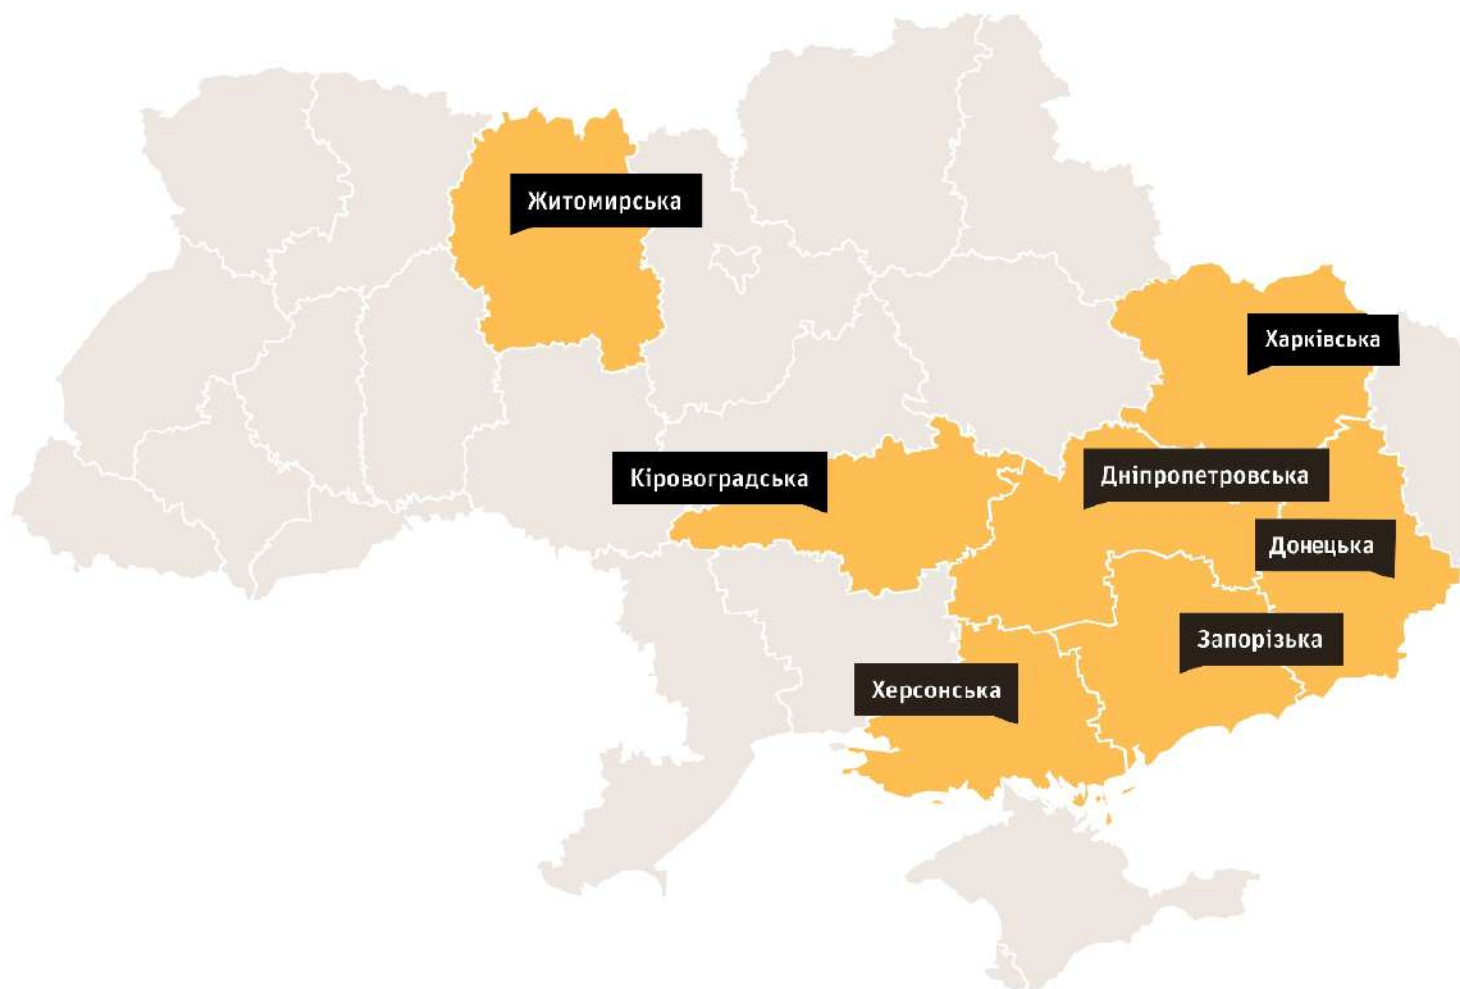 Житомирська
Харківська
Кіровоградська
Дніпропетровська
Донецька
Запорізька
Херсонська